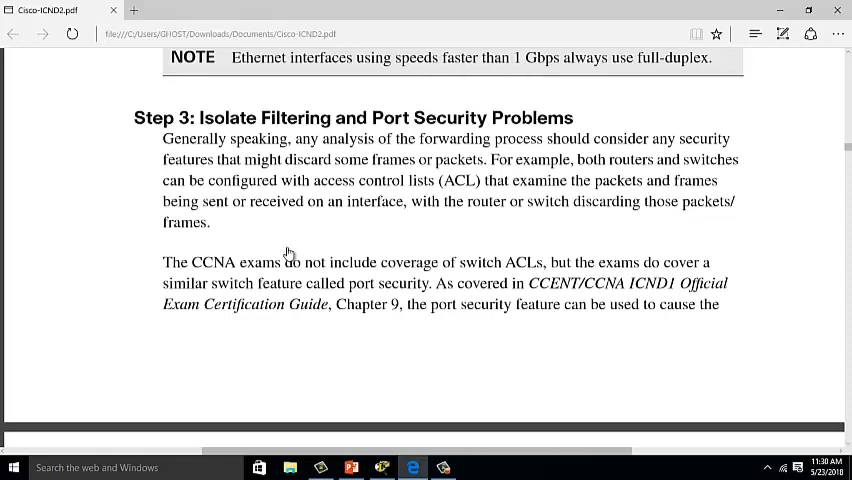 Cisco-ICND2.pdf
file:///C:/Users/GHOST/Downloads/Documents/Cisco-ICND2.pdf
NOTE Ethernet interfaces using speeds faster than 1 Gbps always use full-duplex.
Step 3: Isolate Filtering and Port Security Problems
Generally speaking, any analysis of the forwarding process should consider any security
features that might discard some frames or packets. For example, both routers and switches
can be configured with access control lists (ACL) that examine the packets and frames
being sent or received on an interface, with the router or switch discarding those packets/
frames.
The CCNA exams do not include coverage of switch ACLs, but the exams do cover a
similar switch feature called port security. As covered in CCENT/CCNA ICND1 Official
Exam Certification Guide, Chapter 9, the port security feature can be used to cause the
Search the web and Windows
11:30 AM
5/23/2018